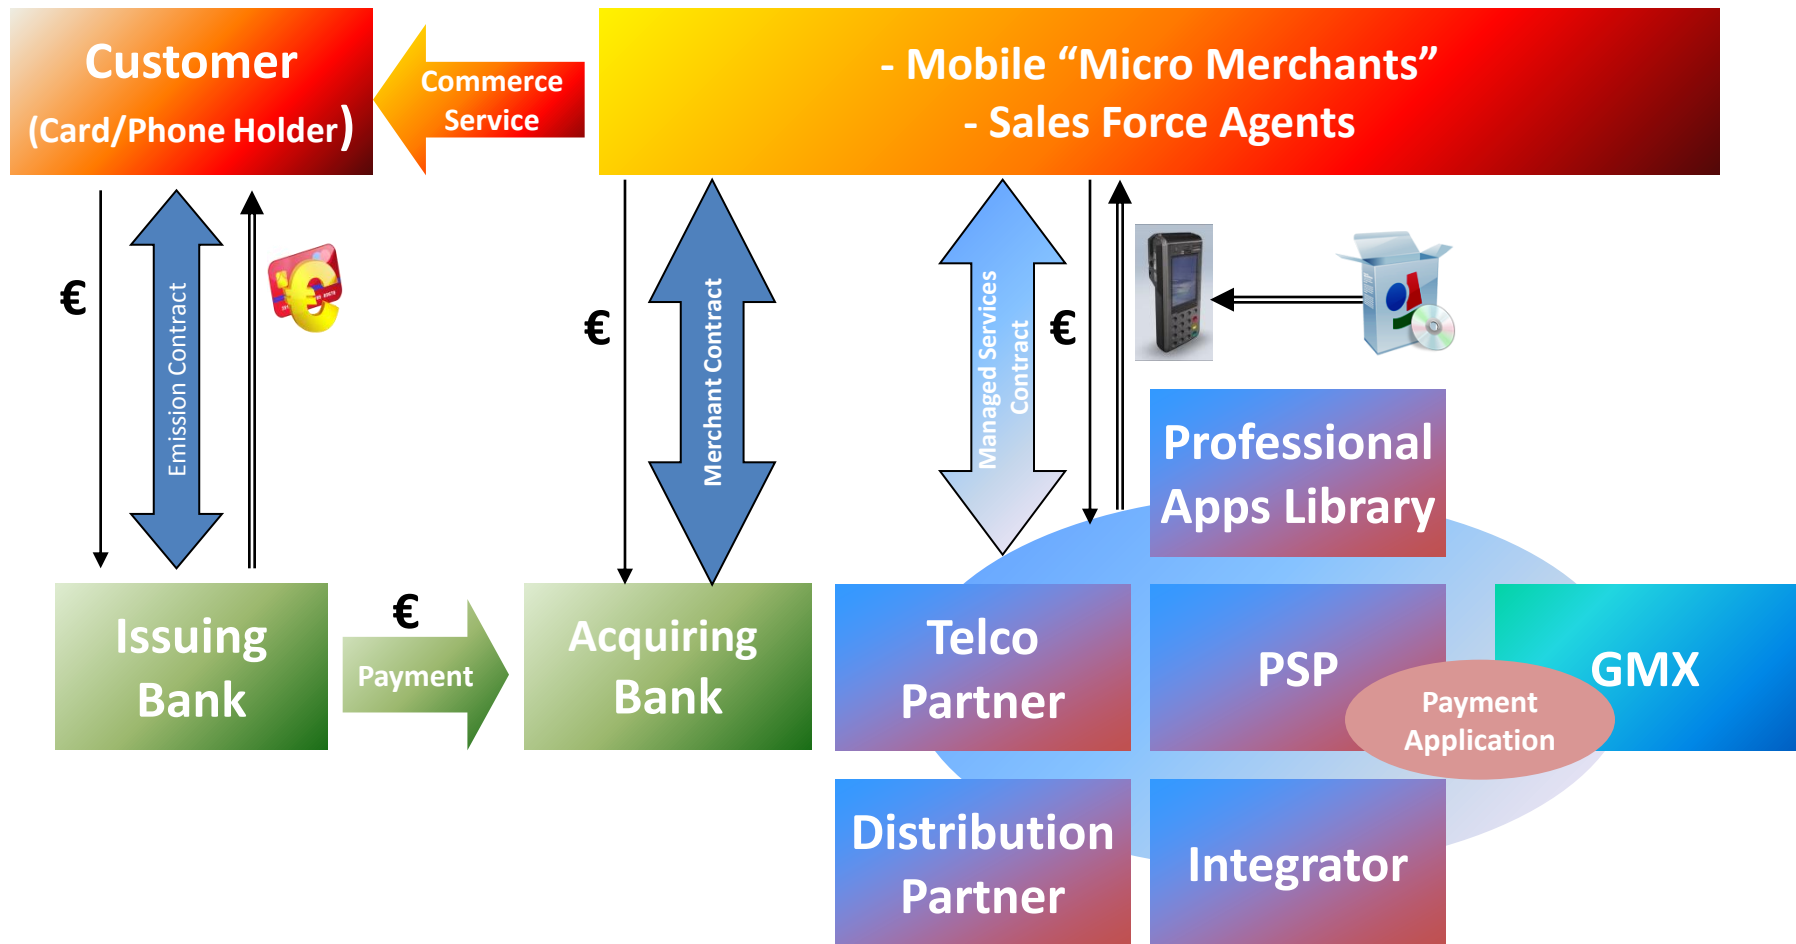 Customer
(Card/Phone Holder)
Commerce
Service
- Mobile “Micro Merchants”
- Sales Force Agents
€
Emission Contract
€
€
Merchant Contract
Managed Services
Contract
€
Professional
Apps Library
Issuing
Bank
€
Payment
Acquiring
Bank
Telco
Partner
PSP
GMX
Payment
Application
Distribution
Partner
Integrator